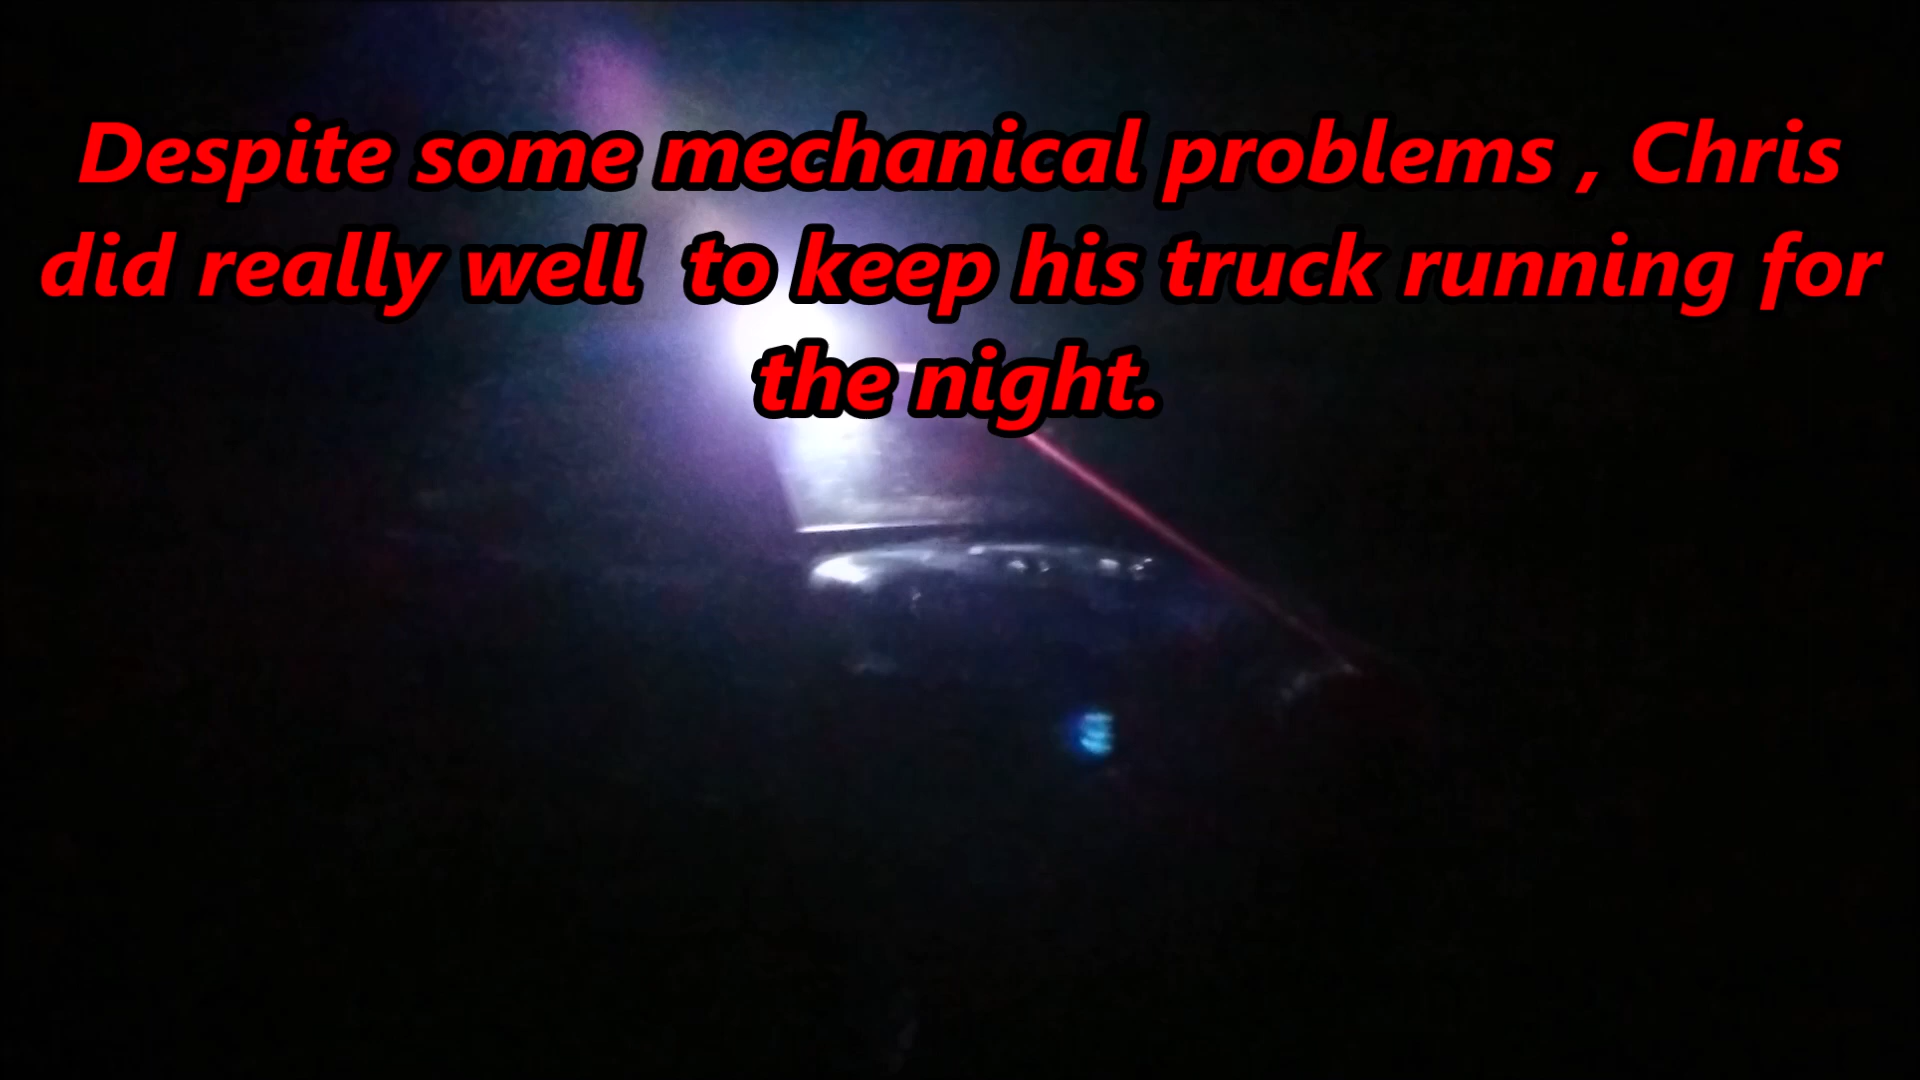 Despite some mechanical problems , Chris
did really well  to keep his truck running for
the night.